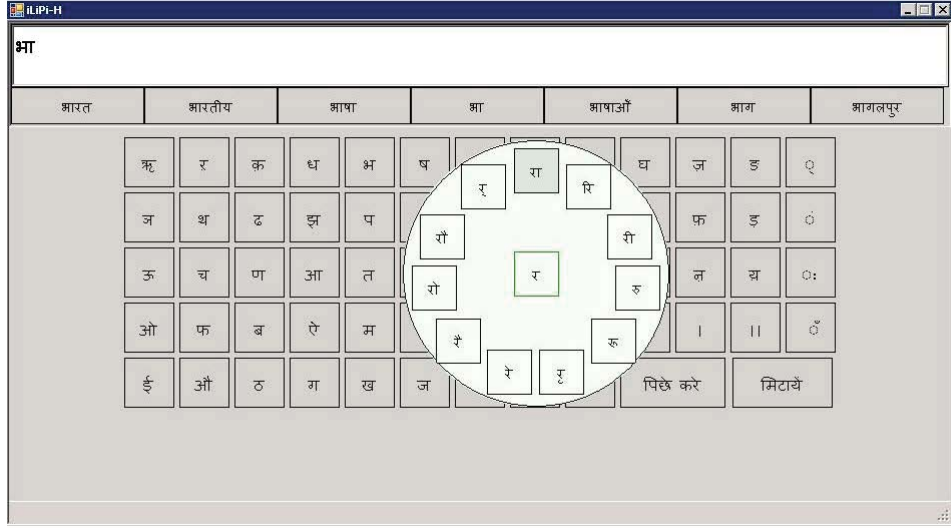 iLiPi-H
भा
भारत भारतीय भाषा भा भाषाओँ भाग भागलपुर
ऋ ऱ क़ ध भ ष घ ज़ ङ ्
र् रा रि
ञ थ ढ झ प फ़ ड़ ं
रौ री
ऊ च ण आ त ऩ य़ ः
रो र रु
ओ फ ब ऐ म । ।। ँ
रै रू
ई औ ठ ग ख ज पिछे करे मिटायें
रे रृ